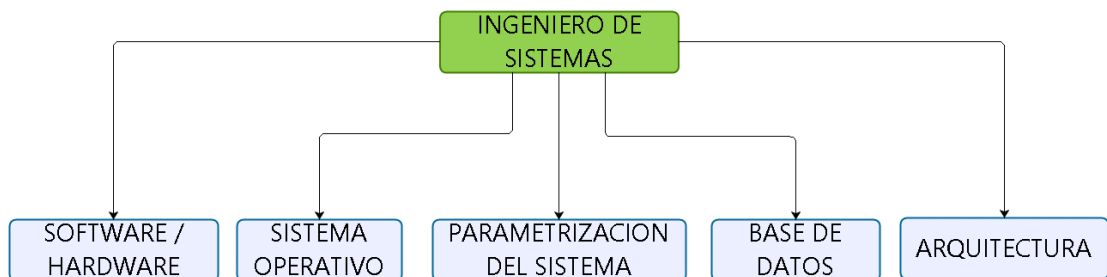 INGENIERO DE
SISTEMAS
SOFTWARE /
HARDWARE
SISTEMA
OPERATIVO
PARAMETRIZACION
DEL SISTEMA
BASE DE
DATOS
ARQUITECTURA